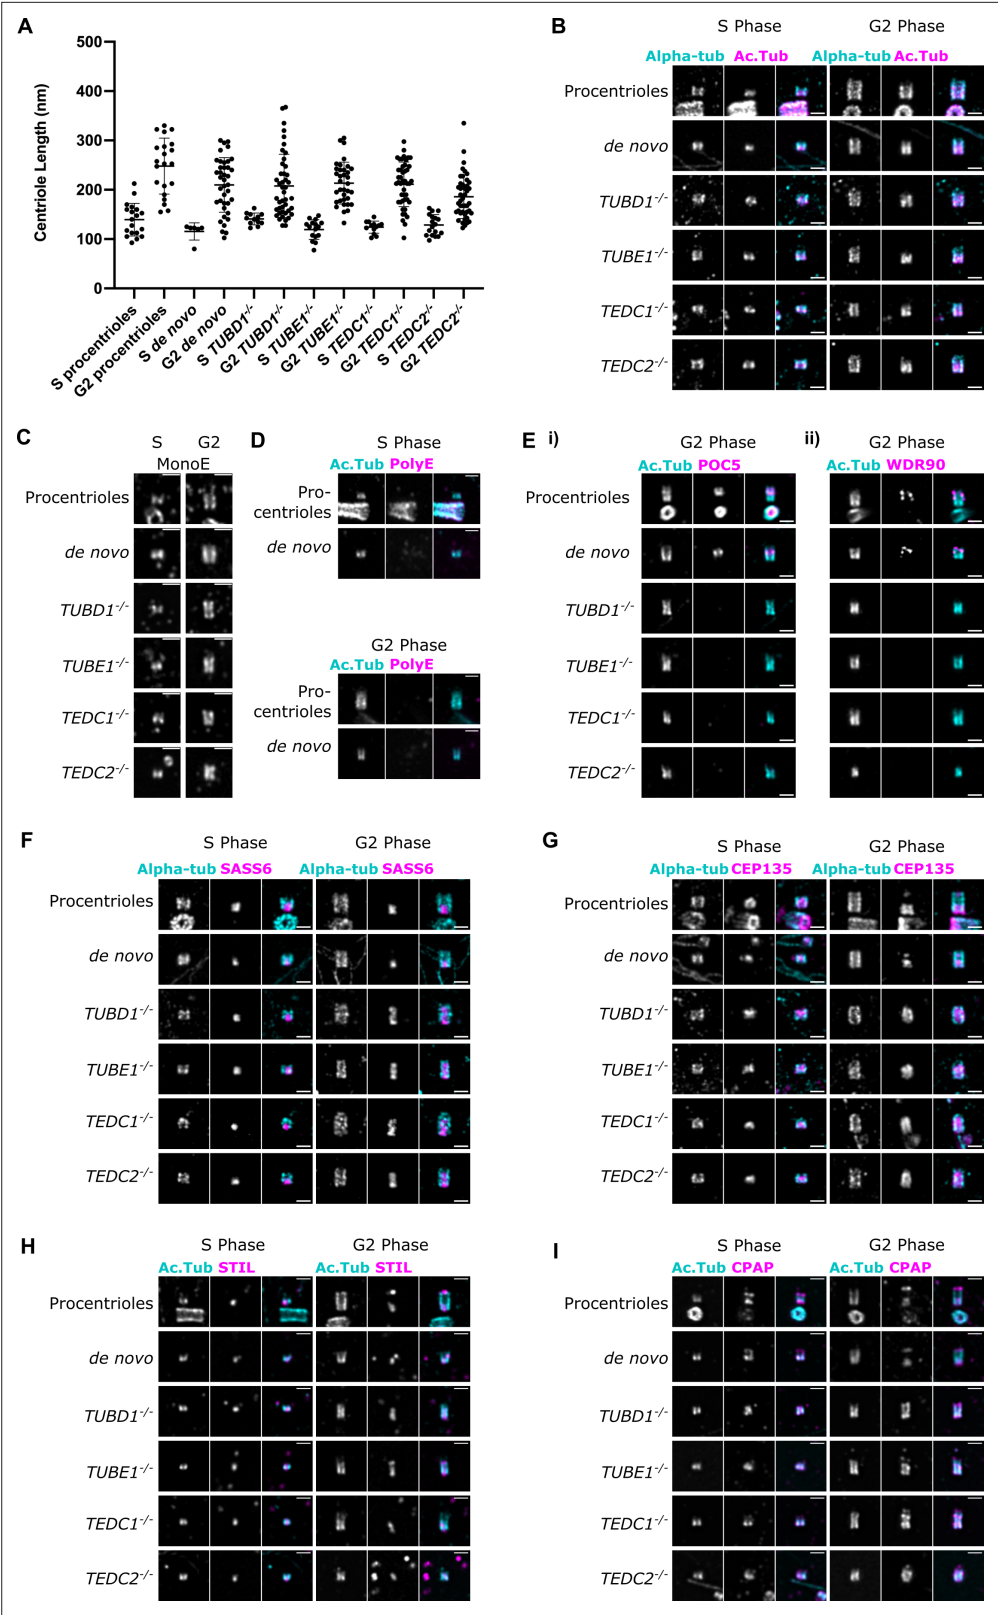 A
Centriole Length (nm)
500
400
300
200
100
0
S procentrioles
G2 procentrioles
S de novo
G2 de novo
S TUBD1-/-
G2 TUBD1-/-
S TUBE1-/-
G2 TUBE1-/-
S TEDC1-/-
G2 TEDC1-/-
S TEDC2-/-
G2 TEDC2-/-
B
S Phase G2 Phase
Alpha-tub Ac.Tub Alpha-tub Ac.Tub
Procentrioles
de novo
TUBD1-/-
TUBE1-/-
TEDC1-/-
TEDC2-/-
C
S G2
MonoE
Procentrioles
de novo
TUBD1-/-
TUBE1-/-
TEDC1-/-
TEDC2-/-
D
S Phase
Ac.Tub PolyE
Pro-
centrioles
de novo
G2 Phase
Ac.Tub PolyE
Pro-
centrioles
de novo
E i) ii)
G2 Phase G2 Phase
Ac.Tub POC5 Ac.Tub WDR90
Procentrioles
de novo
TUBD1-/-
TUBE1-/-
TEDC1-/-
TEDC2-/-
F
S Phase G2 Phase
Alpha-tub SASS6 Alpha-tub SASS6
Procentrioles
de novo
TUBD1-/-
TUBE1-/-
TEDC1-/-
TEDC2-/-
G
S Phase G2 Phase
Alpha-tub CEP135 Alpha-tub CEP135
Procentrioles
de novo
TUBD1-/-
TUBE1-/-
TEDC1-/-
TEDC2-/-
H
S Phase G2 Phase
Ac.Tub STIL Ac.Tub STIL
Procentrioles
de novo
TUBD1-/-
TUBE1-/-
TEDC1-/-
TEDC2-/-
I
S Phase G2 Phase
Ac.Tub CPAP Ac.Tub CPAP
Procentrioles
de novo
TUBD1-/-
TUBE1-/-
TEDC1-/-
TEDC2-/-